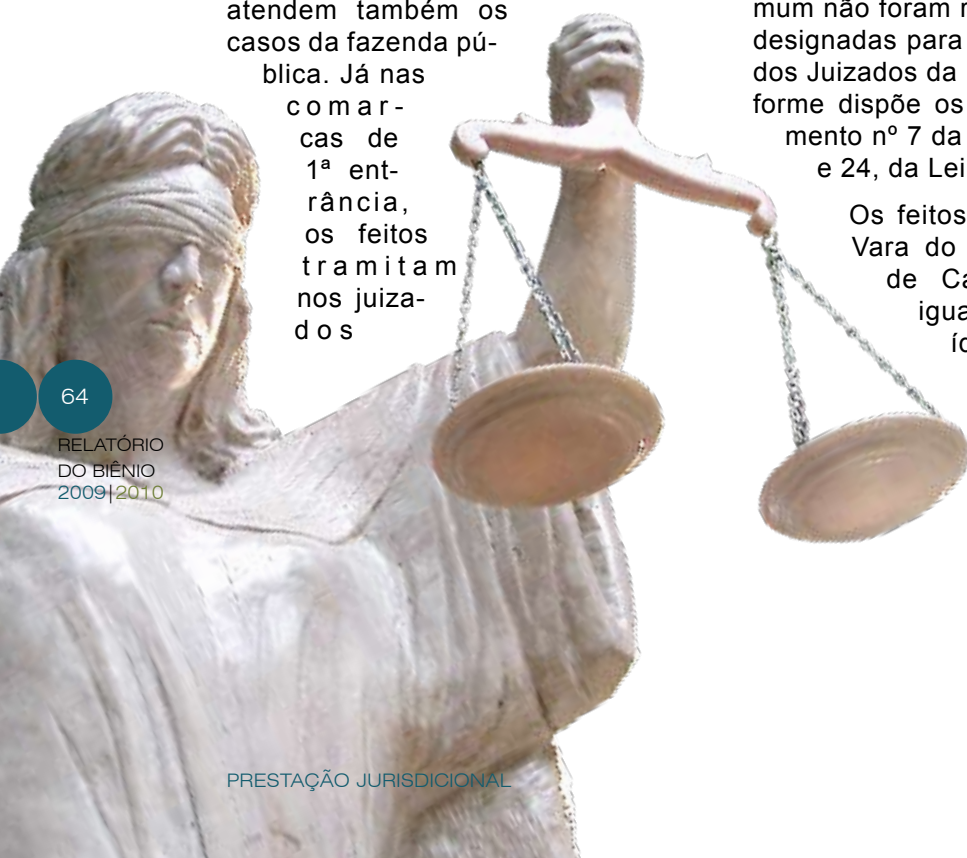 atendem também os
casos da fazenda pú-
blica. Já nas
comar-
cas de
1ª ent-
rância,
os feitos
tramitam
nos juiza-
dos
mum não foram
designadas para
dos Juizados da
forme dispõe os
mento nº 7 da
e 24, da Lei
Os feitos
Vara do
de
64
RELATÓRIO
DO BIÊNIO
2009|2010
PRESTAÇÃO JURISDICIONAL